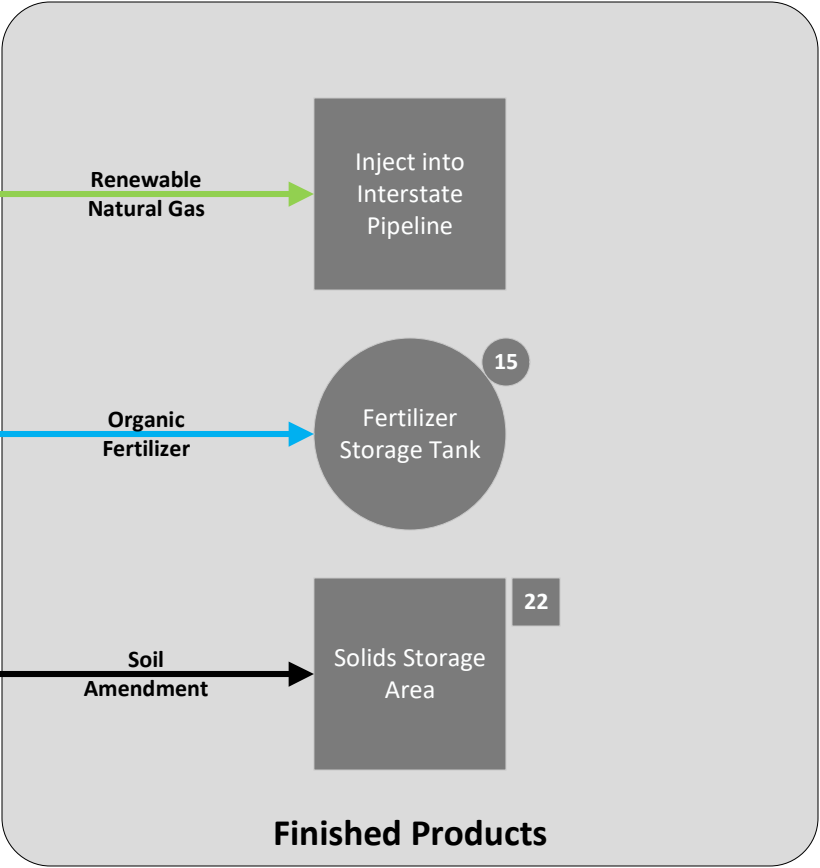 Renewable
Natural Gas
Inject into
Interstate
Pipeline
15
Organic
Fertilizer
Fertilizer
Storage Tank
22
Soil
Amendment
Solids Storage
Area
Finished Products